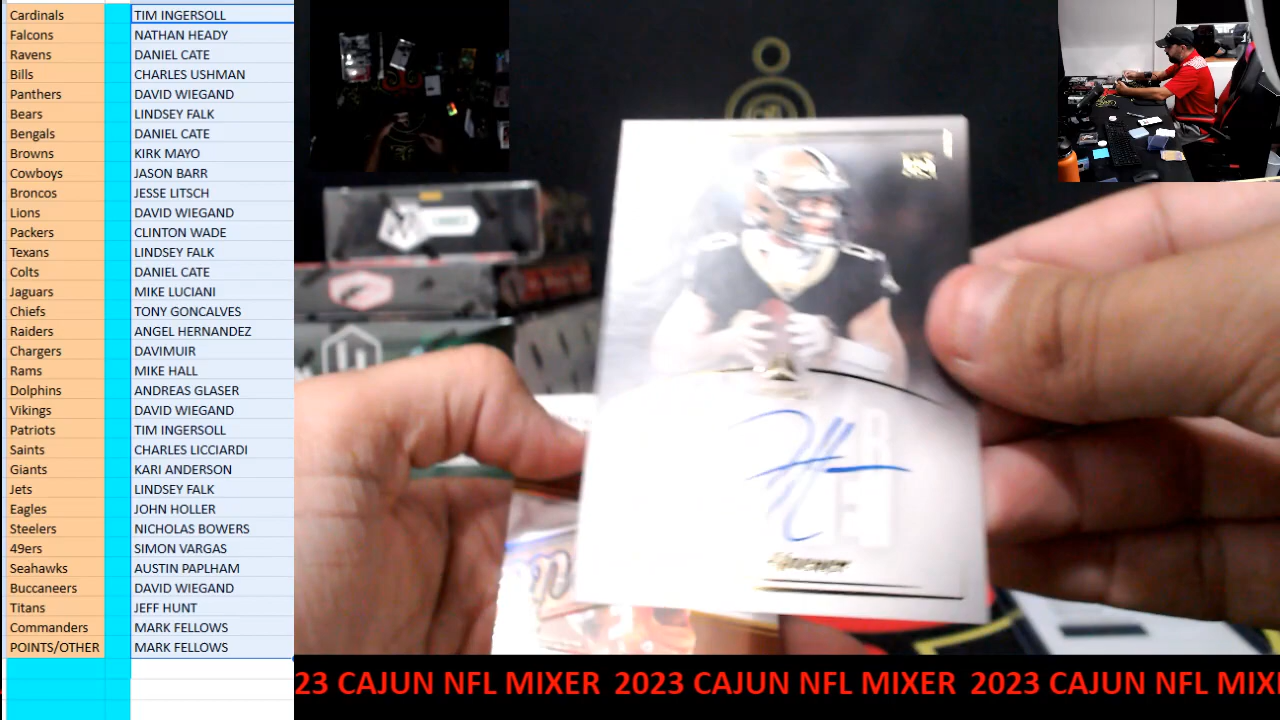 Cardinals TIM INGERSOLL
Falcons NATHAN HEADY
Ravens DANIEL CATE
Bills CHARLES USHMAN
Panthers DAVID WIEGAND
Bears LINDSEY FALK
Bengals DANIEL CATE
Browns KIRK MAYO
Cowboys JASON BARR
Broncos JESSE LITSCH
Lions DAVID WIEGAND
Packers CLINTON WADE
Texans LINDSEY FALK
Colts DANIEL CATE
Jaguars MIKE LUCIANI
Chiefs TONY GONCALVES
Raiders ANGEL HERNANDEZ
Chargers DAVIMUIR
Rams MIKE HALL
Dolphins ANDREAS GLASER
Vikings DAVID WIEGAND
Patriots TIM INGERSOLL
Saints CHARLES LICCIARDI
Giants KARI ANDERSON
Jets LINDSEY FALK
Eagles JOHN HOLLER
Steelers NICHOLAS BOWERS
49ers SIMON VARGAS
Seahawks AUSTIN PAPLHAM
Buccaneers DAVID WIEGAND
Titans JEFF HUNT
Commanders MARK FELLOWS
POINTS/OTHER MARK FELLOWS
23 CAJUN NFL MIXER 2023 CAJUN NFL MIXER 2023 CAJUN NFL MIXI